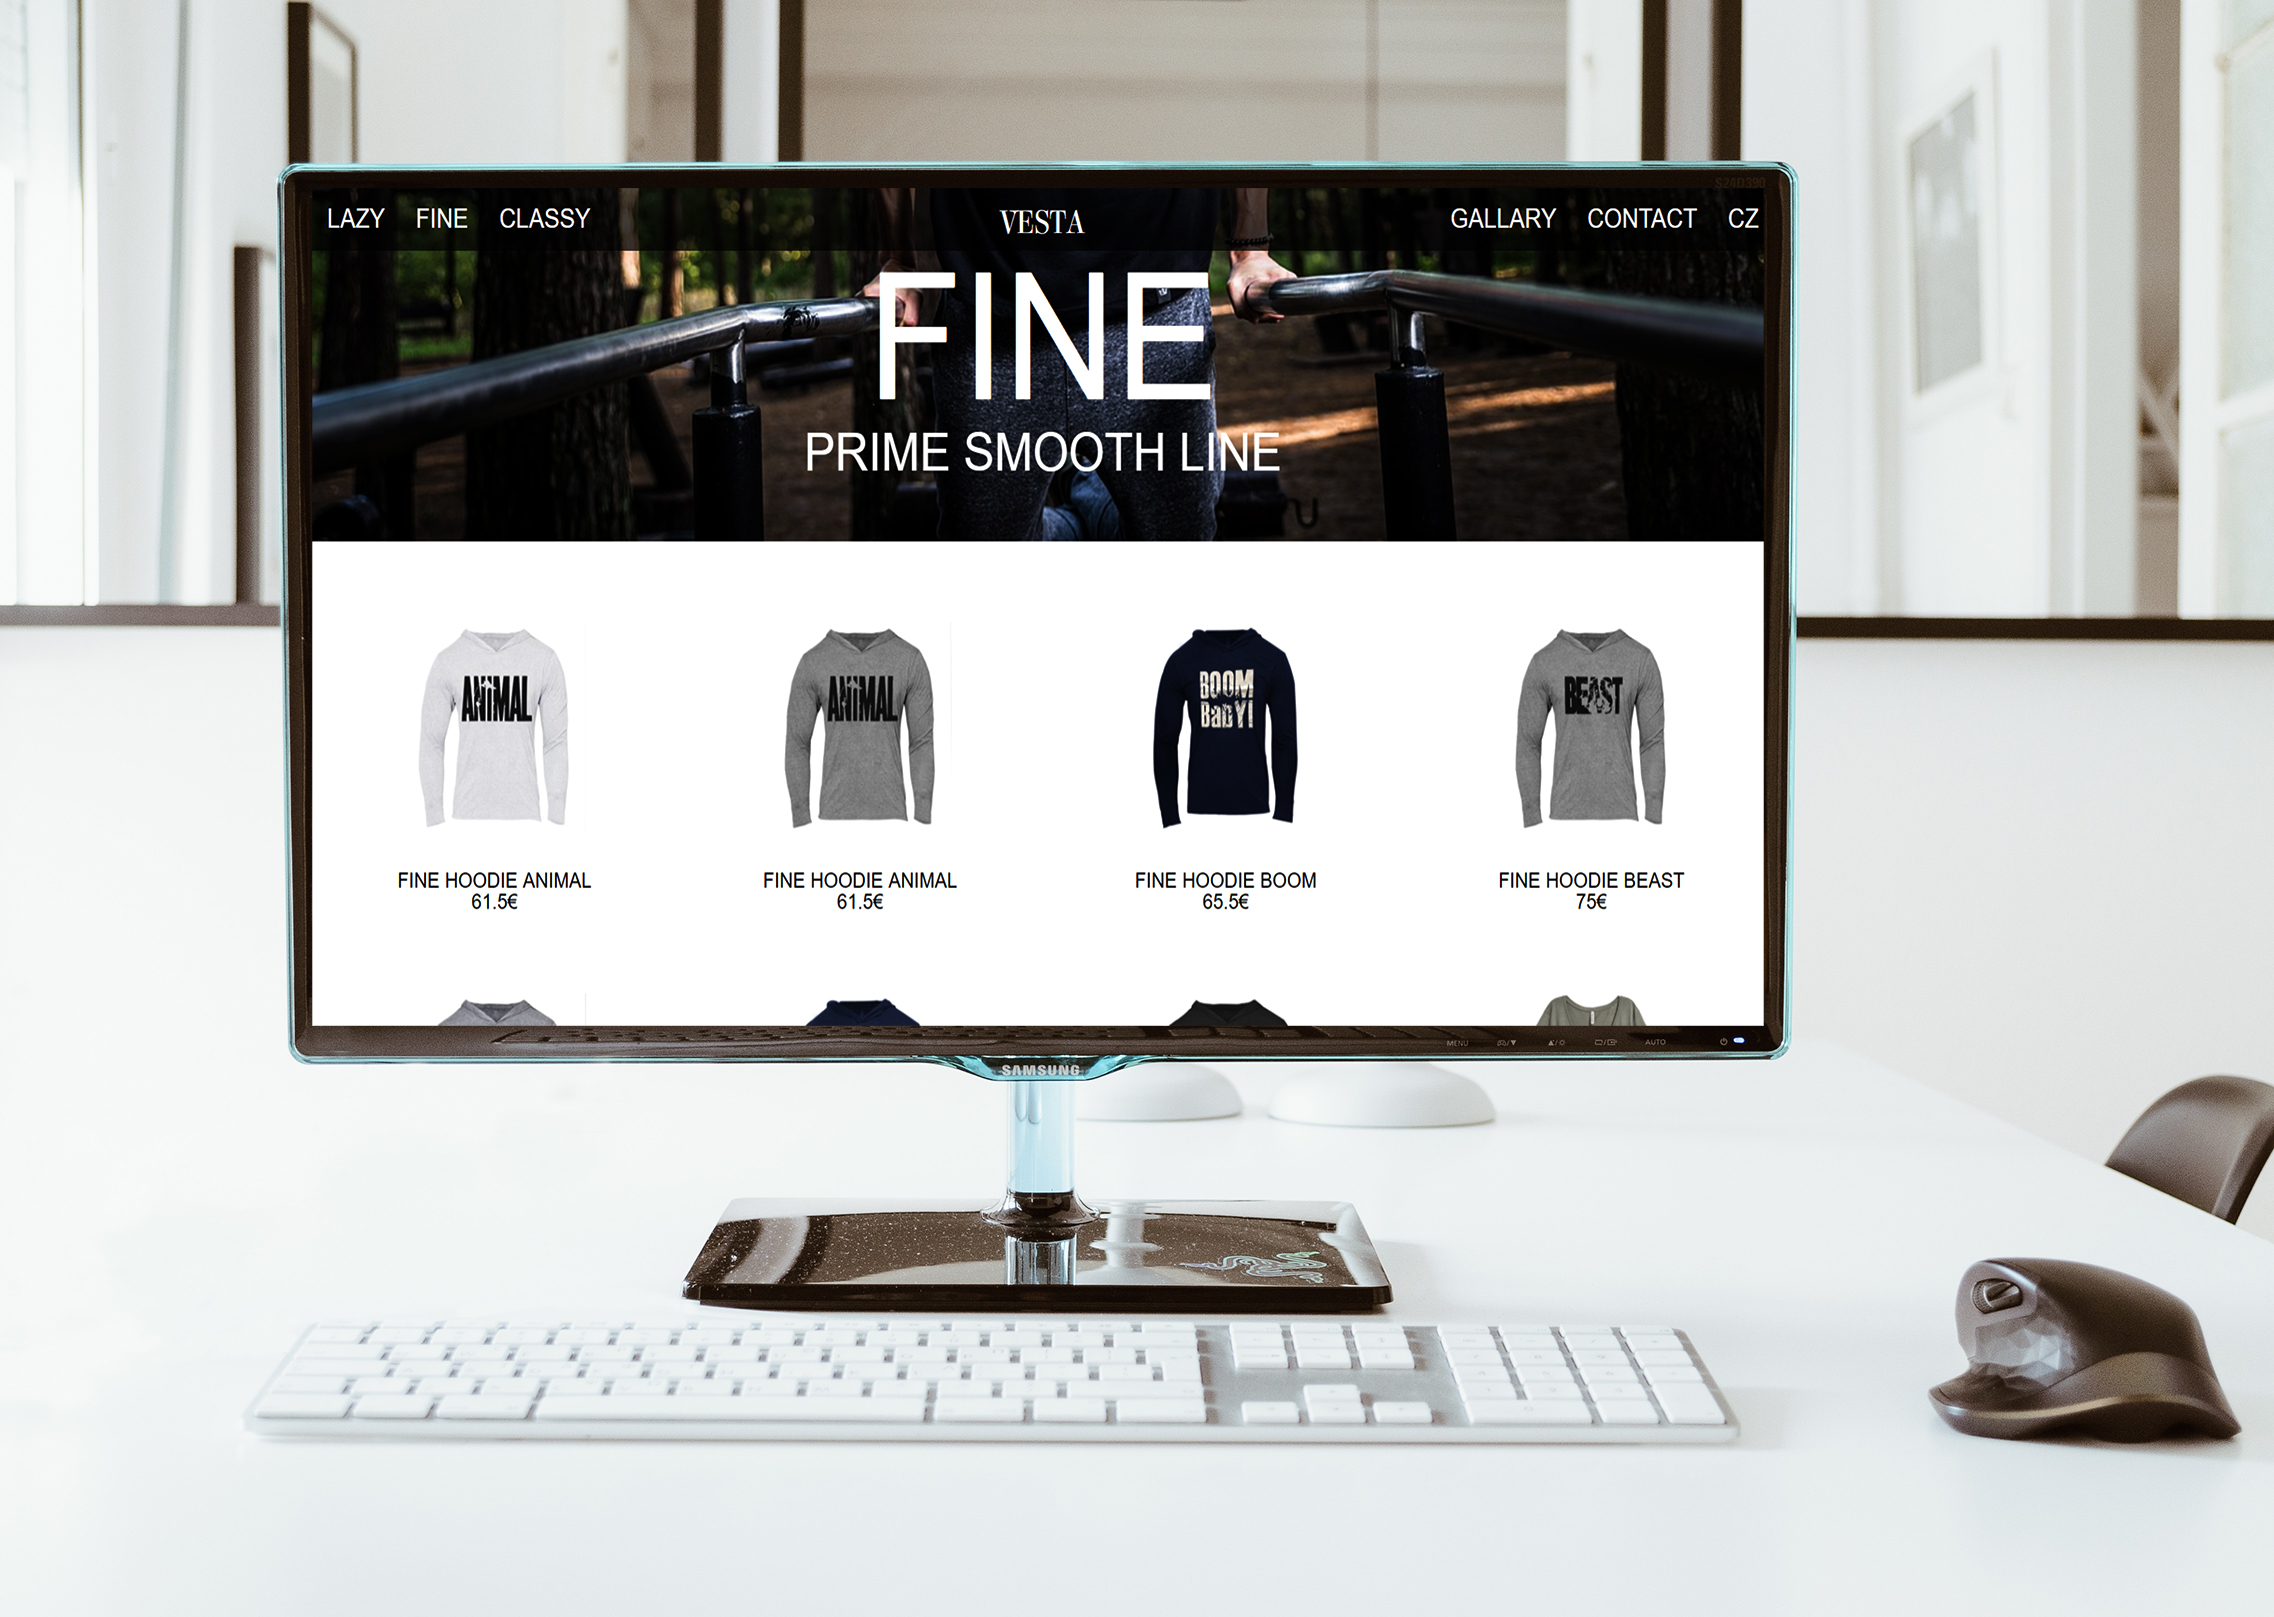 S24D390
LAZY FINE CLASSY VESTA GALLARY CONTACT CZ
FINE
PRIME SMOOTH LINE
ANIMAL
ANIMAL
BOOM
BaBY!
BEAST
FINE HOODIE ANIMAL
61.5€
FINE HOODIE ANIMAL
61.5€
FINE HOODIE BOOM
65.5€
FINE HOODIE BEAST
75€
MENU
AUTO
SAMSUNG